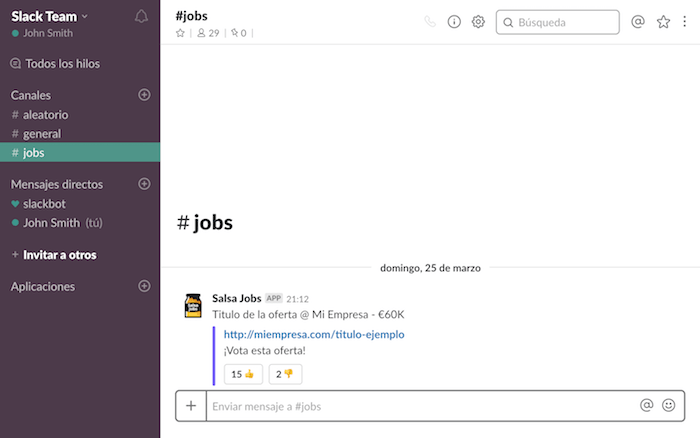 Slack Team
John Smith
Todos los hilos
Canales
# aleatorio
# general
# jobs
Mensajes directos
slackbot
John Smith (tú)
+ Invitar a otros
Aplicaciones
#jobs
29 | 0 |
Búsqueda
# jobs
domingo, 25 de marzo
Salsa Jobs APP 21:12
Titulo de la oferta @ Mi Empresa - €60K
http://miempresa.com/titulo-ejemplo
¡Vota esta oferta!
15 👍 2 👎
Enviar mensaje a #jobs